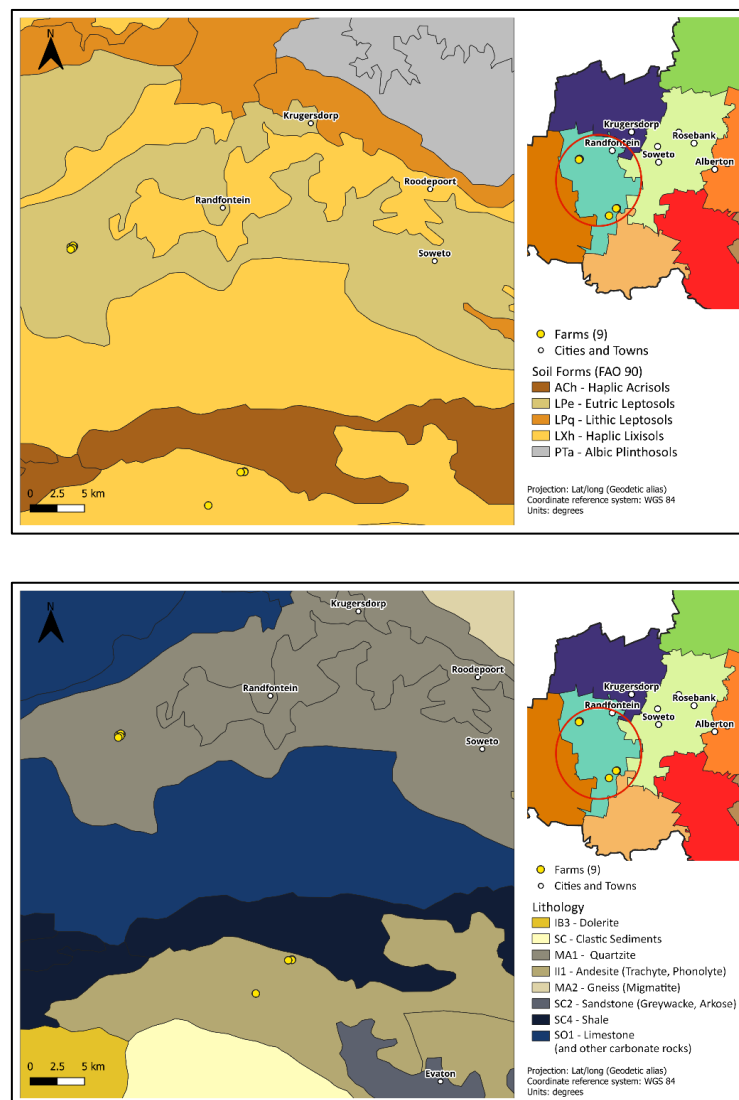 N
Krugersdorp
Roodepoort
Randfontein
Soweto
0 2.5 5 km
Krugersdorp
Rosebank
Randfontein
Soweto
Alberton
Farms (9)
Cities and Towns
Soil Forms (FAO 90)
ACh - Haplic Acrisols
LPe - Eutric Leptosols
LPq - Lithic Leptosols
LXh - Haplic Lixisols
PTa - Albic Plinthosols
Projection: Lat/long (Geodetic alias)
Coordinate reference system: WGS 84
Units: degrees
N
Krugersdorp
Roodepoort
Randfontein
Soweto
Evaton
0 2.5 5 km
Krugersdorp
Rosebank
Randfontein
Soweto
Alberton
Farms (9)
Cities and Towns
Lithology
IB3 - Dolerite
SC - Clastic Sediments
MA1 - Quartzite
II1 - Andesite (Trachyte, Phonolyte)
MA2 - Gneiss (Migmatite)
SC2 - Sandstone (Greywacke, Arkose)
SC4 - Shale
SO1 - Limestone
(and other carbonate rocks)
Projection: Lat/long (Geodetic alias)
Coordinate reference system: WGS 84
Units: degrees